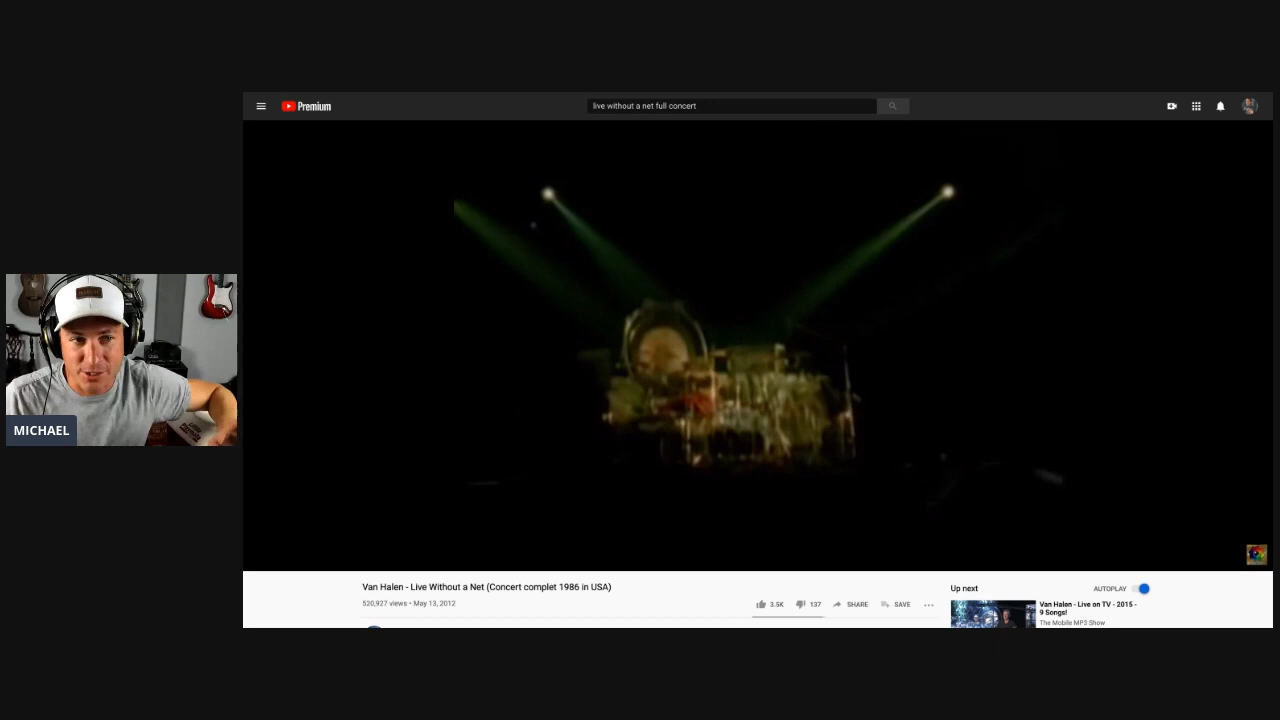 Premium
live without a net full concert
MICHAEL
Van Halen - Live Without a Net (Concert complet 1986 in USA)
520,927 views • May 13, 2012
3.5K
137
SHARE
SAVE
Up next
AUTOPLAY
Van Halen - Live on TV - 2015 -
9 Songs!
The Mobile MP3 Show